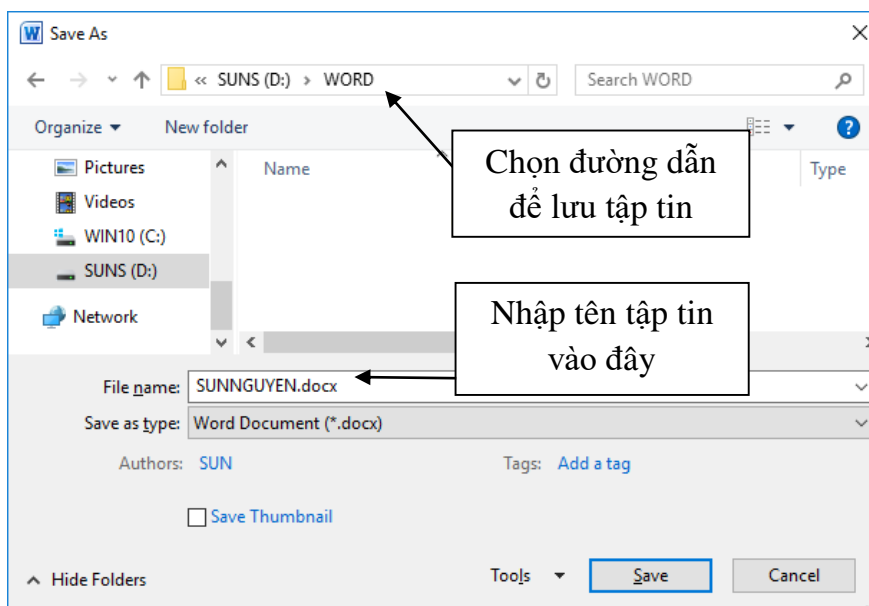 Save As
« SUNS (D:) › WORD
Search WORD
Organize
New folder
Pictures
Name
Type
Chọn đường dẫn
để lưu tập tin
Videos
WIN10 (C:)
SUNS (D:)
Network
Nhập tên tập tin
vào đây
File name: SUNNGUYEN.docx
Save as type: Word Document (*.docx)
Authors: SUN
Tags: Add a tag
Save Thumbnail
Hide Folders
Tools
Save
Cancel